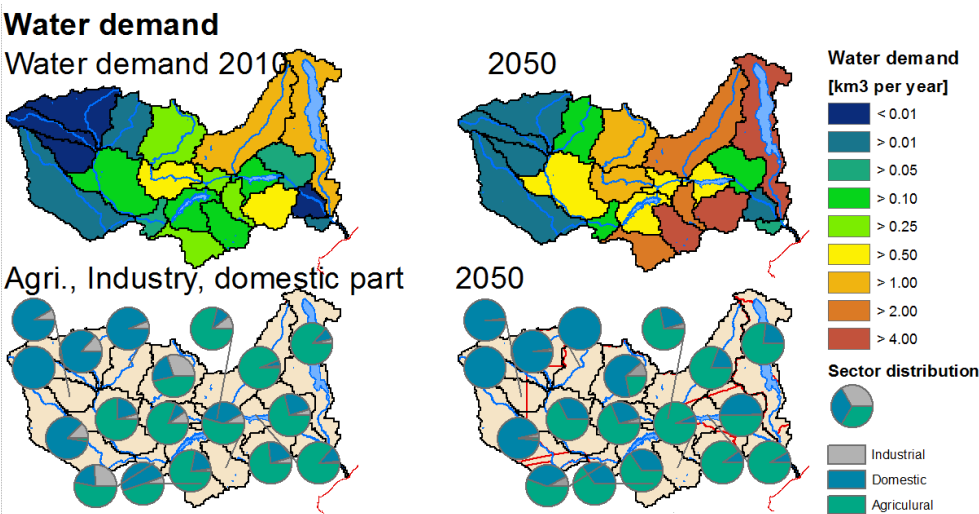 Water demand
Water demand 2010
2050
Water demand
[km3 per year]
< 0.01
> 0.01
> 0.05
> 0.10
> 0.25
> 0.50
> 1.00
> 2.00
> 4.00
Agri., Industry, domestic part
2050
Sector distribution
Industrial
Domestic
Agriculural